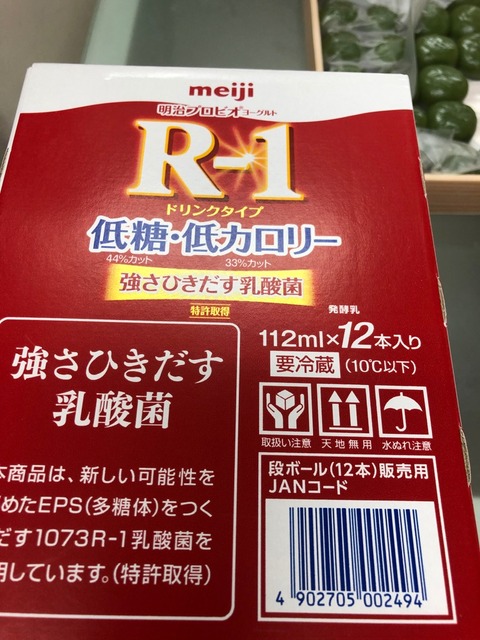 meiji
明治プロビオヨーグルト
R-1
ドリンクタイプ
低糖・低カロリー
44%カット 33%カット
強さひきだす乳酸菌
特許取得
発酵乳
112ml×12本入り
要冷蔵 (10℃以下)
取扱い注意 天地無用 水ぬれ注意
強さひきだす
乳酸菌
本商品は、新しい可能性を
めたEPS(多糖体)をつく
だす1073R-1乳酸菌を
用しています。(特許取得)
段ボール(12本)販売用
JANコード
4 902705 002494